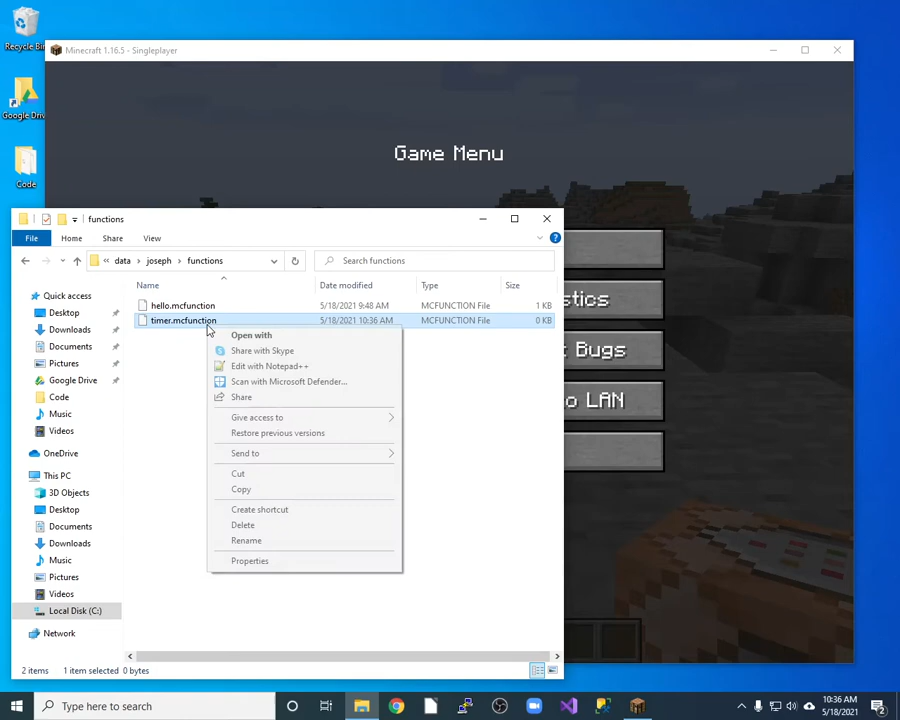 Recycle Bin
Google Driv
Code
Minecraft 1.16.5 - Singleplayer
Game Menu
stics
t Bugs
o LAN
functions
File
Home
Share
View
« data > joseph > functions
Search functions
Name
Date modified
Type
Size
hello.mcfunction
5/18/2021 9:48 AM
MCFUNCTION File
1 KB
timer.mcfunction
5/18/2021 10:36 AM
MCFUNCTION File
0 KB
Quick access
Desktop
Downloads
Documents
Pictures
Google Drive
Code
Music
Videos
OneDrive
This PC
3D Objects
Desktop
Documents
Downloads
Music
Pictures
Videos
Local Disk (C:)
Network
Open with
Share with Skype
Edit with Notepad++
Scan with Microsoft Defender...
Share
Give access to
Restore previous versions
Send to
Cut
Copy
Create shortcut
Delete
Rename
Properties
2 items
1 item selected 0 bytes
Type here to search
10:36 AM
5/18/2021
2